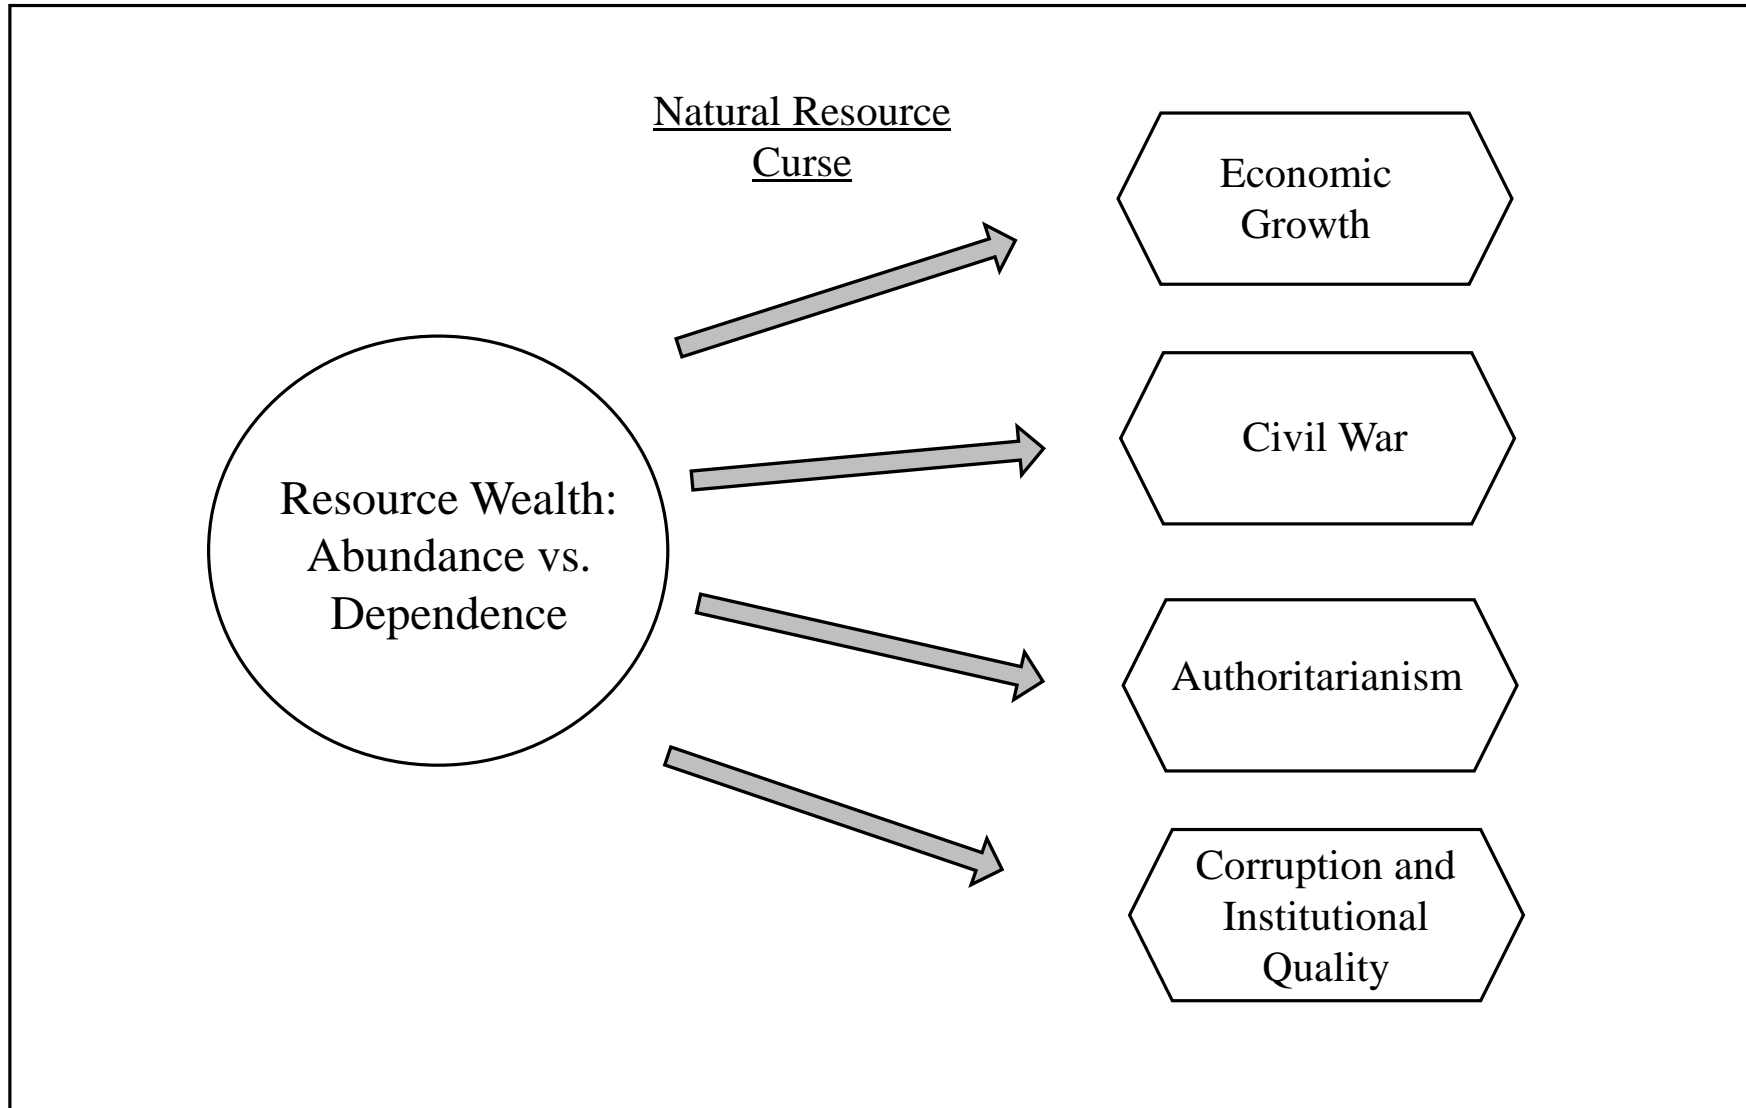 Natural Resource
Curse
Economic
Growth
Civil War
Resource Wealth:
Abundance vs.
Dependence
Authoritarianism
Corruption and
Institutional
Quality